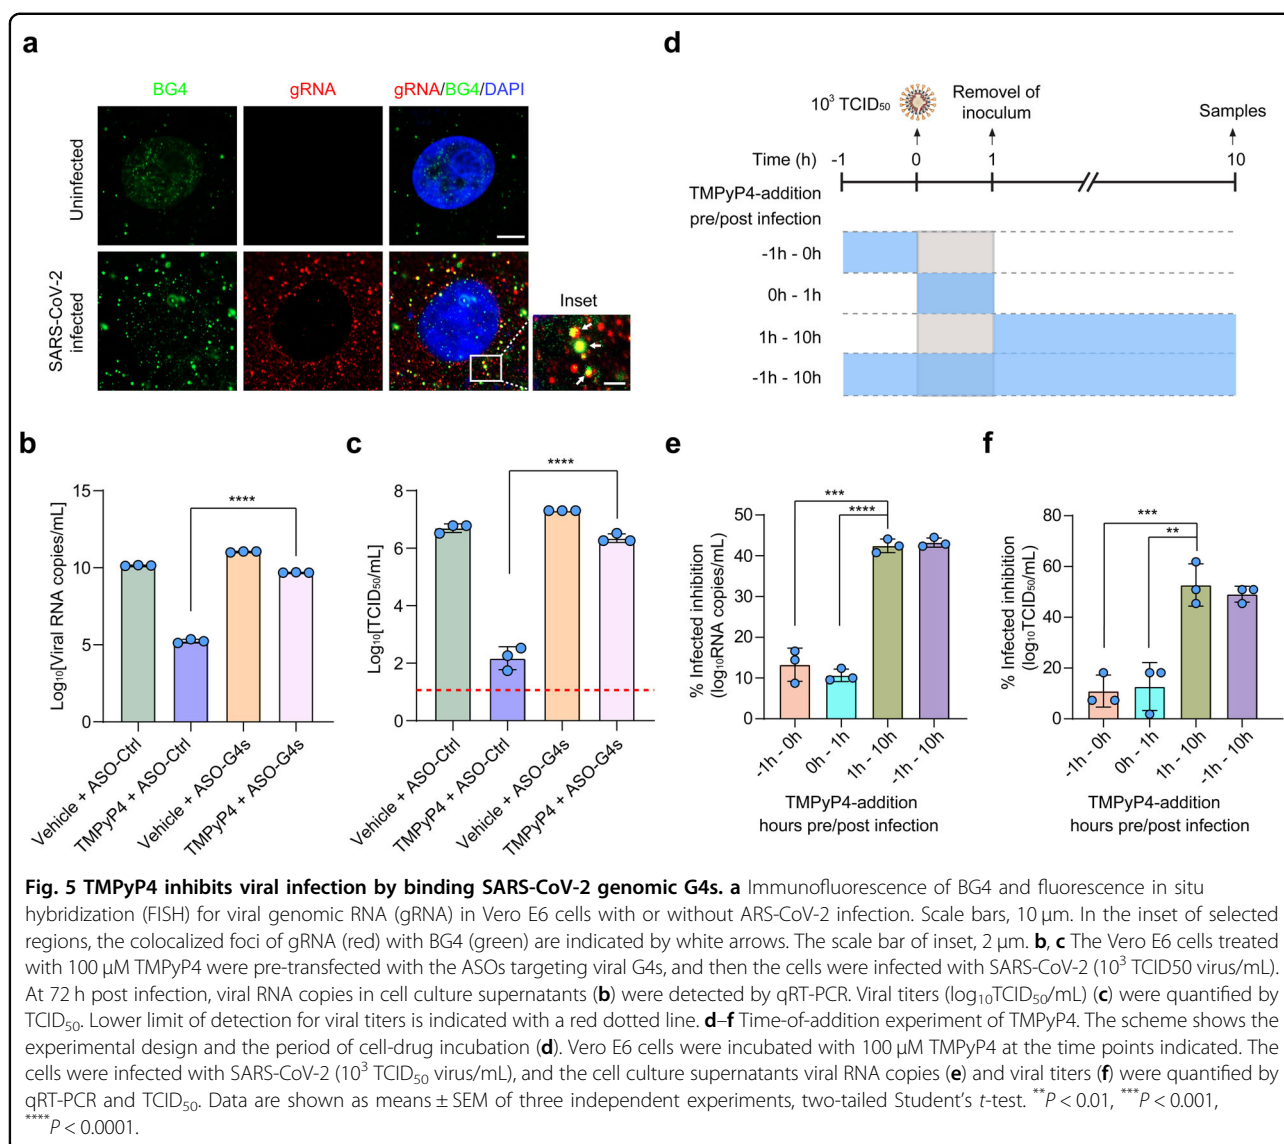 a
BG4
gRNA
gRNA/BG4/DAPI
Uninfected
SARS-CoV-2
infected
Inset
d
10³ TCID₅₀
Removel of
inoculum
Samples
Time (h)
-1
0
1
10
TMPyP4-addition
pre/post infection
-1h - 0h
0h - 1h
1h - 10h
-1h - 10h
b
Log₁₀[Viral RNA copies/mL]
15
10
5
0
****
Vehicle + ASO-Ctrl
TMPyP4 + ASO-Ctrl
Vehicle + ASO-G4s
TMPyP4 + ASO-G4s
c
Log₁₀[TCID₅₀/mL]
8
6
4
2
0
****
Vehicle + ASO-Ctrl
TMPyP4 + ASO-Ctrl
Vehicle + ASO-G4s
TMPyP4 + ASO-G4s
e
% Infected inhibition
(log₁₀RNA copies/mL)
50
40
30
20
10
0
***
****
-1h - 0h
0h - 1h
1h - 10h
-1h - 10h
TMPyP4-addition
hours pre/post infection
f
% Infected inhibition
(log₁₀TCID₅₀/mL)
80
60
40
20
0
***
**
-1h - 0h
0h - 1h
1h - 10h
-1h - 10h
TMPyP4-addition
hours pre/post infection
Fig. 5 TMPyP4 inhibits viral infection by binding SARS-CoV-2 genomic G4s. a Immunofluorescence of BG4 and fluorescence in situ
hybridization (FISH) for viral genomic RNA (gRNA) in Vero E6 cells with or without ARS-CoV-2 infection. Scale bars, 10 μm. In the inset of selected
regions, the colocalized foci of gRNA (red) with BG4 (green) are indicated by white arrows. The scale bar of inset, 2 μm. b, c The Vero E6 cells treated
with 100 μM TMPyP4 were pre-transfected with the ASOs targeting viral G4s, and then the cells were infected with SARS-CoV-2 (10³ TCID50 virus/mL).
At 72 h post infection, viral RNA copies in cell culture supernatants (b) were detected by qRT-PCR. Viral titers (log₁₀TCID₅₀/mL) (c) were quantified by
TCID₅₀. Lower limit of detection for viral titers is indicated with a red dotted line. d–f Time-of-addition experiment of TMPyP4. The scheme shows the
experimental design and the period of cell-drug incubation (d). Vero E6 cells were incubated with 100 μM TMPyP4 at the time points indicated. The
cells were infected with SARS-CoV-2 (10³ TCID₅₀ virus/mL), and the cell culture supernatants viral RNA copies (e) and viral titers (f) were quantified by
qRT-PCR and TCID₅₀. Data are shown as means ± SEM of three independent experiments, two-tailed Student's t-test. **P < 0.01, ***P < 0.001,
****P < 0.0001.